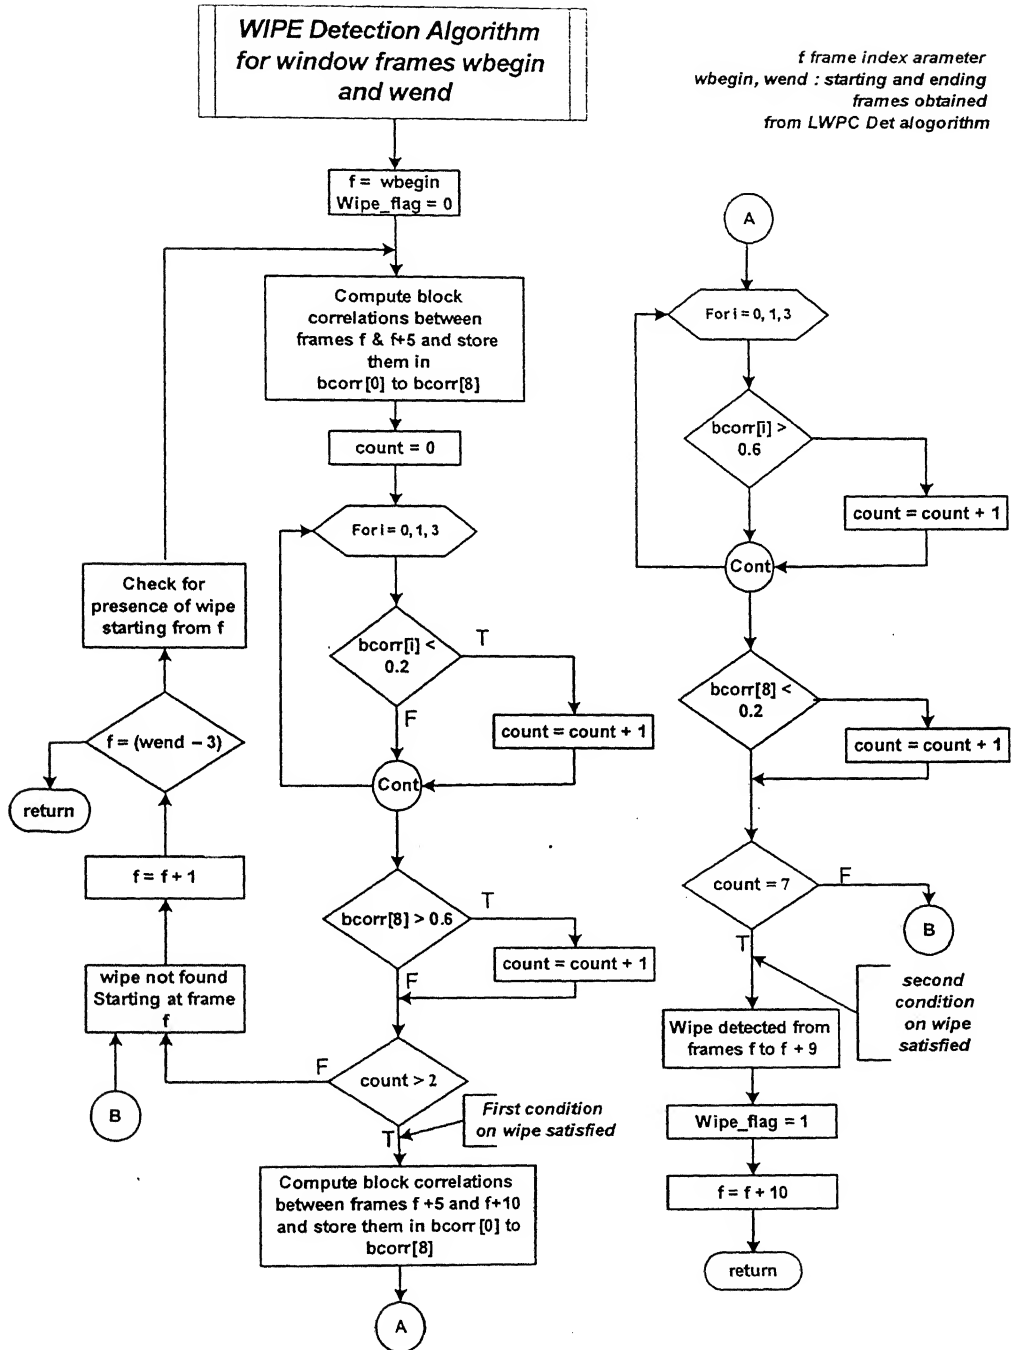 WIPE Detection Algorithm
for window frames wbegin
and wend
f frame index arameter
wbegin, wend : starting and ending
frames obtained
from LWPC Det alogorithm
f = wbegin
Wipe_flag = 0
Compute block
correlations between
frames f & f+5 and store
them in
bcorr[0] to bcorr[8]
count = 0
For i = 0, 1, 3
bcorr[i] <
0.2
T
F
count = count + 1
Cont
bcorr[8] > 0.6
T
F
count = count + 1
count > 2
F
T
First condition
on wipe satisfied
Compute block correlations
between frames f +5 and f+10
and store them in bcorr [0] to
bcorr[8]
A
Check for
presence of wipe
starting from f
f = (wend – 3)
return
f = f + 1
wipe not found
Starting at frame
f
B
A
For i = 0, 1, 3
bcorr[i] >
0.6
count = count + 1
Cont
bcorr[8] <
0.2
count = count + 1
count = 7
F
B
T
second
condition
on wipe
satisfied
Wipe detected from
frames f to f + 9
Wipe_flag = 1
f = f + 10
return